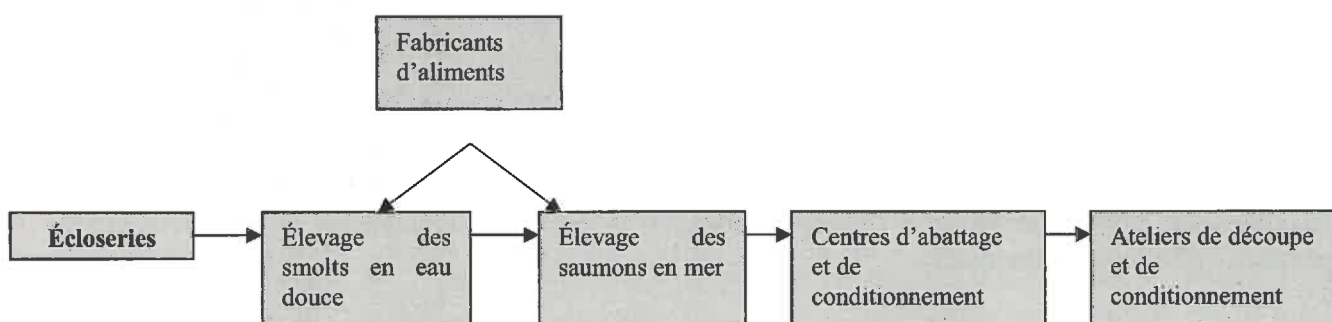 Fabricants
d'aliments
Écloseries
Élevage des
smolts en eau
douce
Élevage des
saumons en mer
Centres d'abattage
et de
conditionnement
Ateliers de découpe
et de
conditionnement